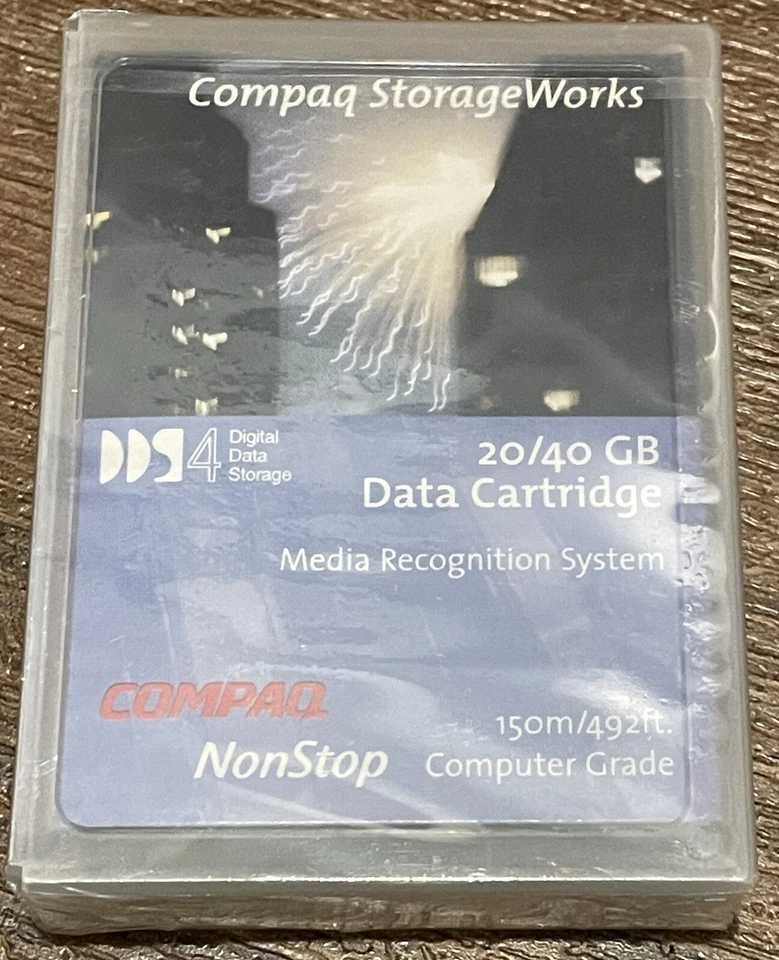 Compaq StorageWorks
DDS4
Digital
Data
Storage
20/40 GB
Data Cartridge
Media Recognition System
COMPAQ
NonStop
150m/492ft.
Computer Grade